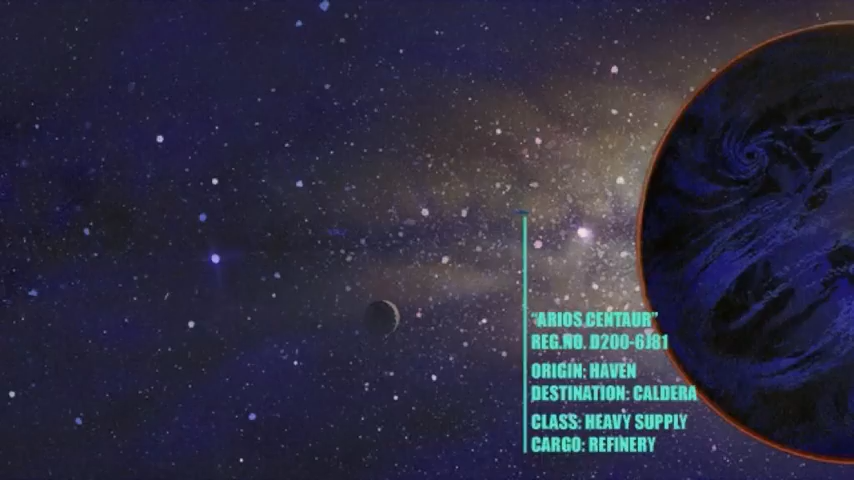 "ARIOS CENTAUR"
REG.NO. D200-6J81
ORIGIN: HAVEN
DESTINATION: CALDERA
CLASS: HEAVY SUPPLY
CARGO: REFINERY